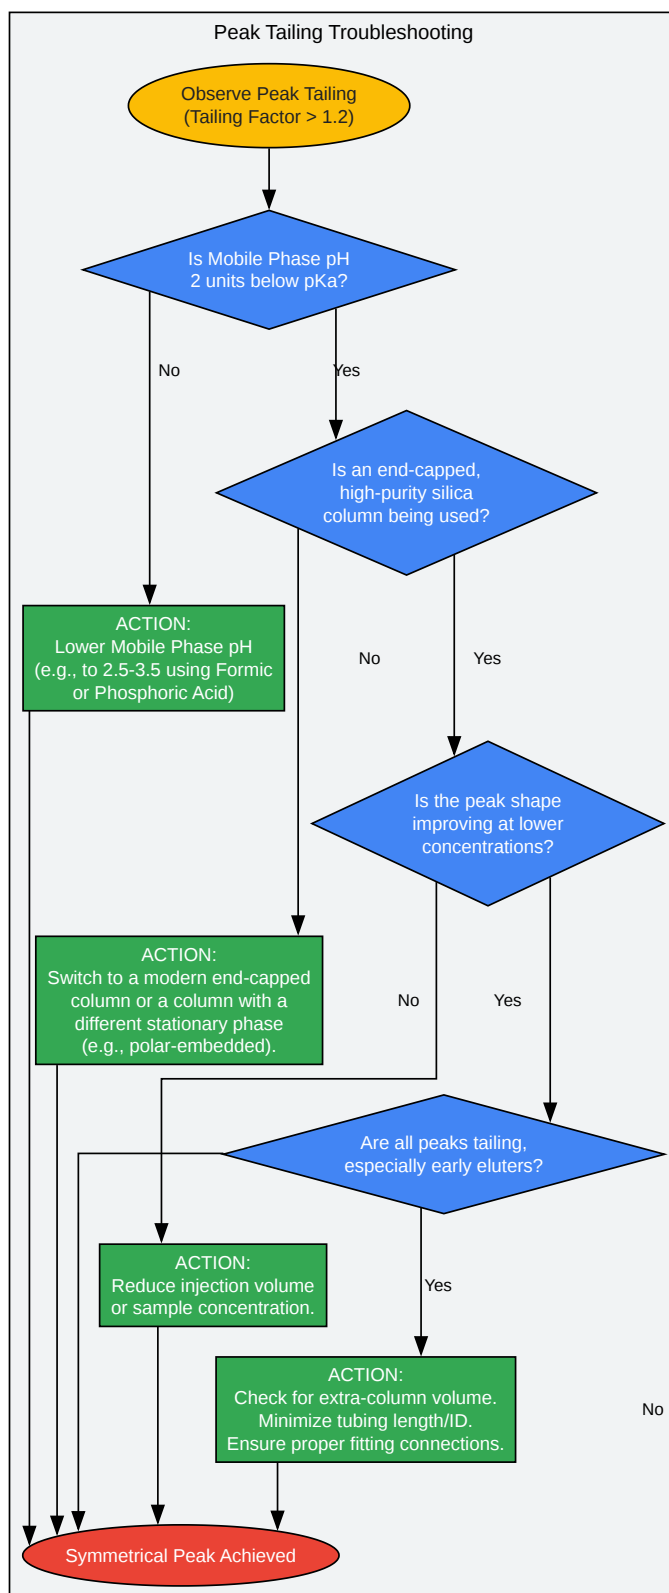 Peak Tailing Troubleshooting
Observe Peak Tailing
(Tailing Factor > 1.2)
Is Mobile Phase pH
2 units below pKa?
No
Yes
Is an end-capped,
high-purity silica
column being used?
ACTION:
Lower Mobile Phase pH
(e.g., to 2.5-3.5 using Formic
or Phosphoric Acid)
No
Yes
Is the peak shape
improving at lower
concentrations?
ACTION:
Switch to a modern end-capped
column or a column with a
different stationary phase
(e.g., polar-embedded).
No
Yes
Are all peaks tailing,
especially early eluters?
ACTION:
Reduce injection volume
or sample concentration.
Yes
ACTION:
Check for extra-column volume.
Minimize tubing length/ID.
Ensure proper fitting connections.
No
Symmetrical Peak Achieved